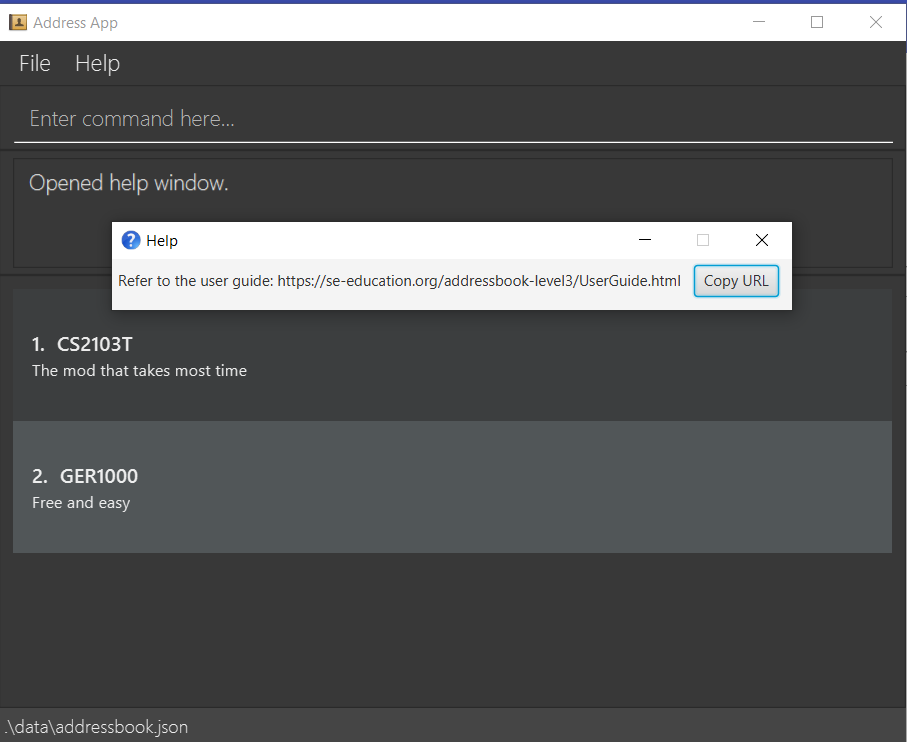 Address App
File Help
Enter command here...
Opened help window.
Help
Refer to the user guide: https://se-education.org/addressbook-level3/UserGuide.html Copy URL
1. CS2103T
The mod that takes most time
2. GER1000
Free and easy
.\data\addressbook.json